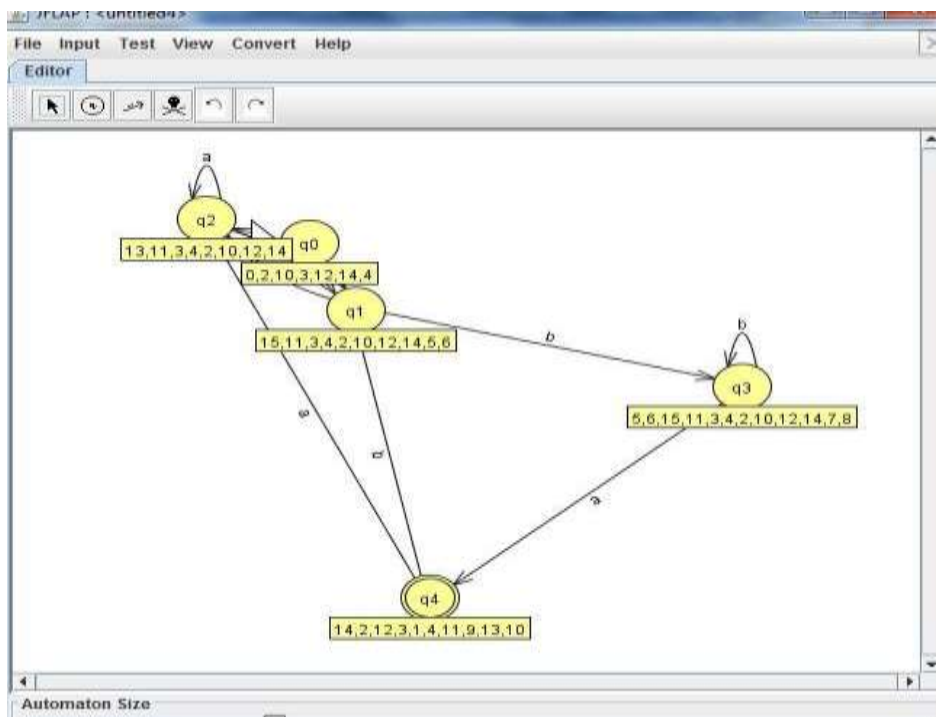 JFLAP : <untitled4>
File Input Test View Convert Help
Editor
a
q2
q0
13,11,3,4,2,10,12,14
0,2,10,3,12,14,4
q1
b
b
15,11,3,4,2,10,12,14,5,6
q3
5,6,15,11,3,4,2,10,12,14,7,8
a
b
a
q4
14,2,12,3,1,4,11,9,13,10
Automaton Size